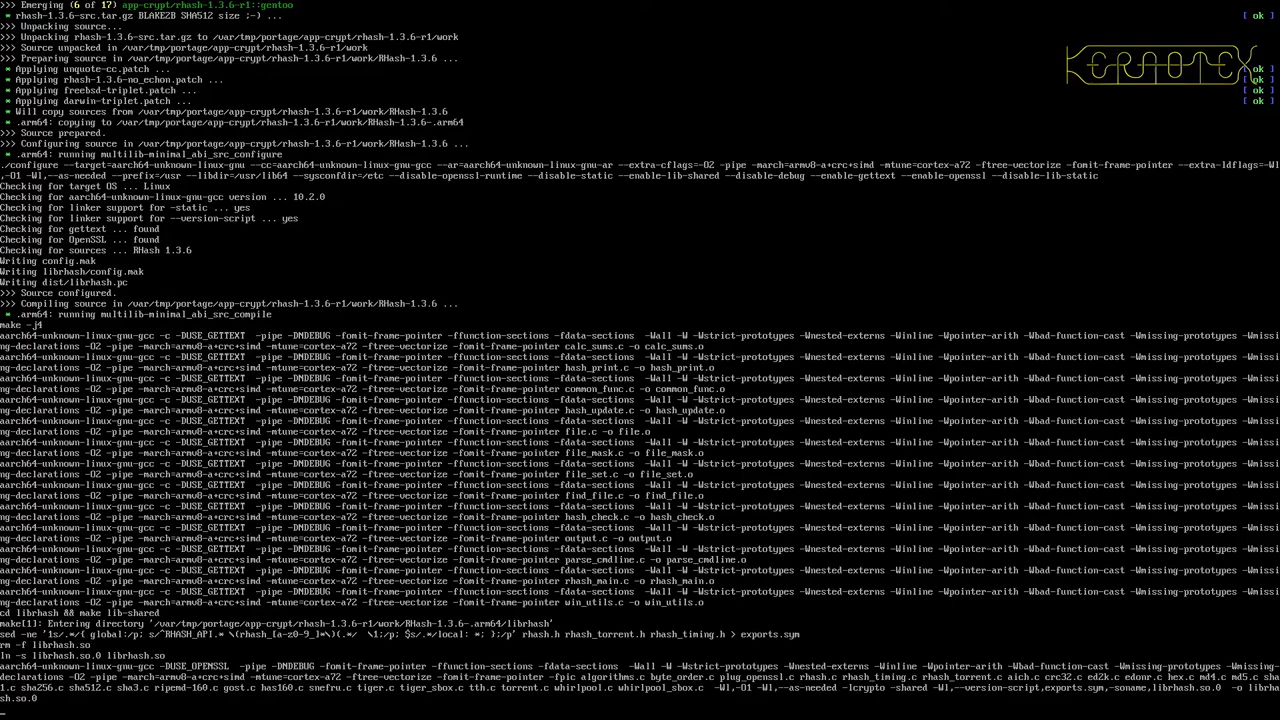 >>> Emerging (6 of 17) app-crypt/rhash-1.3.6-r1::gentoo
* rhash-1.3.6-src.tar.gz BLAKE2B SHA512 size ;-) ... [ ok ]
>>> Unpacking source...
>>> Unpacking rhash-1.3.6-src.tar.gz to /var/tmp/portage/app-crypt/rhash-1.3.6-r1/work
>>> Source unpacked in /var/tmp/portage/app-crypt/rhash-1.3.6-r1/work
>>> Preparing source in /var/tmp/portage/app-crypt/rhash-1.3.6-r1/work/RHash-1.3.6 ...
KERAOTEX
* Applying unquote-cc.patch ... [ ok ]
* Applying rhash-1.3.6-no_echon.patch ... [ ok ]
* Applying freebsd-triplet.patch ... [ ok ]
* Applying darwin-triplet.patch ... [ ok ]
* Will copy sources from /var/tmp/portage/app-crypt/rhash-1.3.6-r1/work/RHash-1.3.6
* .arm64: copying to /var/tmp/portage/app-crypt/rhash-1.3.6-r1/work/RHash-1.3.6-.arm64
>>> Source prepared.
>>> Configuring source in /var/tmp/portage/app-crypt/rhash-1.3.6-r1/work/RHash-1.3.6 ...
* .arm64: running multilib-minimal_abi_src_configure
./configure --target=aarch64-unknown-linux-gnu --cc=aarch64-unknown-linux-gnu-gcc --ar=aarch64-unknown-linux-gnu-ar --extra-cflags=-O2 -pipe -march=armv8-a+crc+simd -mtune=cortex-a72 -ftree-vectorize -fomit-frame-pointer --extra-ldflags=-Wl
,-O1 -Wl,--as-needed --prefix=/usr --libdir=/usr/lib64 --sysconfdir=/etc --disable-openssl-runtime --disable-static --enable-lib-shared --disable-debug --enable-gettext --enable-openssl --disable-lib-static
Checking for target OS ... Linux
Checking for aarch64-unknown-linux-gnu-gcc version ... 10.2.0
Checking for linker support for -static ... yes
Checking for linker support for --version-script ... yes
Checking for gettext ... found
Checking for OpenSSL ... found
Checking for sources ... RHash 1.3.6
Writing config.mak
Writing librhash/config.mak
Writing dist/librhash.pc
>>> Source configured.
>>> Compiling source in /var/tmp/portage/app-crypt/rhash-1.3.6-r1/work/RHash-1.3.6 ...
* .arm64: running multilib-minimal_abi_src_compile
make -j4
aarch64-unknown-linux-gnu-gcc -c -DUSE_GETTEXT  -pipe -DNDEBUG -fomit-frame-pointer -ffunction-sections -fdata-sections  -Wall -W -Wstrict-prototypes -Wnested-externs -Winline -Wpointer-arith -Wbad-function-cast -Wmissing-prototypes -Wmissi
ng-declarations -O2 -pipe -march=armv8-a+crc+simd -mtune=cortex-a72 -ftree-vectorize -fomit-frame-pointer calc_sums.c -o calc_sums.o
aarch64-unknown-linux-gnu-gcc -c -DUSE_GETTEXT  -pipe -DNDEBUG -fomit-frame-pointer -ffunction-sections -fdata-sections  -Wall -W -Wstrict-prototypes -Wnested-externs -Winline -Wpointer-arith -Wbad-function-cast -Wmissing-prototypes -Wmissi
ng-declarations -O2 -pipe -march=armv8-a+crc+simd -mtune=cortex-a72 -ftree-vectorize -fomit-frame-pointer hash_print.c -o hash_print.o
aarch64-unknown-linux-gnu-gcc -c -DUSE_GETTEXT  -pipe -DNDEBUG -fomit-frame-pointer -ffunction-sections -fdata-sections  -Wall -W -Wstrict-prototypes -Wnested-externs -Winline -Wpointer-arith -Wbad-function-cast -Wmissing-prototypes -Wmissi
ng-declarations -O2 -pipe -march=armv8-a+crc+simd -mtune=cortex-a72 -ftree-vectorize -fomit-frame-pointer common_func.c -o common_func.o
aarch64-unknown-linux-gnu-gcc -c -DUSE_GETTEXT  -pipe -DNDEBUG -fomit-frame-pointer -ffunction-sections -fdata-sections  -Wall -W -Wstrict-prototypes -Wnested-externs -Winline -Wpointer-arith -Wbad-function-cast -Wmissing-prototypes -Wmissi
ng-declarations -O2 -pipe -march=armv8-a+crc+simd -mtune=cortex-a72 -ftree-vectorize -fomit-frame-pointer hash_update.c -o hash_update.o
aarch64-unknown-linux-gnu-gcc -c -DUSE_GETTEXT  -pipe -DNDEBUG -fomit-frame-pointer -ffunction-sections -fdata-sections  -Wall -W -Wstrict-prototypes -Wnested-externs -Winline -Wpointer-arith -Wbad-function-cast -Wmissing-prototypes -Wmissi
ng-declarations -O2 -pipe -march=armv8-a+crc+simd -mtune=cortex-a72 -ftree-vectorize -fomit-frame-pointer file.c -o file.o
aarch64-unknown-linux-gnu-gcc -c -DUSE_GETTEXT  -pipe -DNDEBUG -fomit-frame-pointer -ffunction-sections -fdata-sections  -Wall -W -Wstrict-prototypes -Wnested-externs -Winline -Wpointer-arith -Wbad-function-cast -Wmissing-prototypes -Wmissi
ng-declarations -O2 -pipe -march=armv8-a+crc+simd -mtune=cortex-a72 -ftree-vectorize -fomit-frame-pointer file_mask.c -o file_mask.o
aarch64-unknown-linux-gnu-gcc -c -DUSE_GETTEXT  -pipe -DNDEBUG -fomit-frame-pointer -ffunction-sections -fdata-sections  -Wall -W -Wstrict-prototypes -Wnested-externs -Winline -Wpointer-arith -Wbad-function-cast -Wmissing-prototypes -Wmissi
ng-declarations -O2 -pipe -march=armv8-a+crc+simd -mtune=cortex-a72 -ftree-vectorize -fomit-frame-pointer file_set.c -o file_set.o
aarch64-unknown-linux-gnu-gcc -c -DUSE_GETTEXT  -pipe -DNDEBUG -fomit-frame-pointer -ffunction-sections -fdata-sections  -Wall -W -Wstrict-prototypes -Wnested-externs -Winline -Wpointer-arith -Wbad-function-cast -Wmissing-prototypes -Wmissi
ng-declarations -O2 -pipe -march=armv8-a+crc+simd -mtune=cortex-a72 -ftree-vectorize -fomit-frame-pointer find_file.c -o find_file.o
aarch64-unknown-linux-gnu-gcc -c -DUSE_GETTEXT  -pipe -DNDEBUG -fomit-frame-pointer -ffunction-sections -fdata-sections  -Wall -W -Wstrict-prototypes -Wnested-externs -Winline -Wpointer-arith -Wbad-function-cast -Wmissing-prototypes -Wmissi
ng-declarations -O2 -pipe -march=armv8-a+crc+simd -mtune=cortex-a72 -ftree-vectorize -fomit-frame-pointer hash_check.c -o hash_check.o
aarch64-unknown-linux-gnu-gcc -c -DUSE_GETTEXT  -pipe -DNDEBUG -fomit-frame-pointer -ffunction-sections -fdata-sections  -Wall -W -Wstrict-prototypes -Wnested-externs -Winline -Wpointer-arith -Wbad-function-cast -Wmissing-prototypes -Wmissi
ng-declarations -O2 -pipe -march=armv8-a+crc+simd -mtune=cortex-a72 -ftree-vectorize -fomit-frame-pointer output.c -o output.o
aarch64-unknown-linux-gnu-gcc -c -DUSE_GETTEXT  -pipe -DNDEBUG -fomit-frame-pointer -ffunction-sections -fdata-sections  -Wall -W -Wstrict-prototypes -Wnested-externs -Winline -Wpointer-arith -Wbad-function-cast -Wmissing-prototypes -Wmissi
ng-declarations -O2 -pipe -march=armv8-a+crc+simd -mtune=cortex-a72 -ftree-vectorize -fomit-frame-pointer parse_cmdline.c -o parse_cmdline.o
aarch64-unknown-linux-gnu-gcc -c -DUSE_GETTEXT  -pipe -DNDEBUG -fomit-frame-pointer -ffunction-sections -fdata-sections  -Wall -W -Wstrict-prototypes -Wnested-externs -Winline -Wpointer-arith -Wbad-function-cast -Wmissing-prototypes -Wmissi
ng-declarations -O2 -pipe -march=armv8-a+crc+simd -mtune=cortex-a72 -ftree-vectorize -fomit-frame-pointer rhash_main.c -o rhash_main.o
aarch64-unknown-linux-gnu-gcc -c -DUSE_GETTEXT  -pipe -DNDEBUG -fomit-frame-pointer -ffunction-sections -fdata-sections  -Wall -W -Wstrict-prototypes -Wnested-externs -Winline -Wpointer-arith -Wbad-function-cast -Wmissing-prototypes -Wmissi
ng-declarations -O2 -pipe -march=armv8-a+crc+simd -mtune=cortex-a72 -ftree-vectorize -fomit-frame-pointer win_utils.c -o win_utils.o
cd librhash && make lib-shared
make[1]: Entering directory '/var/tmp/portage/app-crypt/rhash-1.3.6-r1/work/RHash-1.3.6-.arm64/librhash'
sed -ne '1s/.*/{ global:/p; s/^RHASH_API.* \(rhash_[a-z0-9_]*\)(.*/  \1;/p; $s/.*/local: *; };/p' rhash.h rhash_torrent.h rhash_timing.h > exports.sym
rm -f librhash.so
ln -s librhash.so.0 librhash.so
aarch64-unknown-linux-gnu-gcc -DUSE_OPENSSL  -pipe -DNDEBUG -fomit-frame-pointer -ffunction-sections -fdata-sections  -Wall -W -Wstrict-prototypes -Wnested-externs -Winline -Wpointer-arith -Wbad-function-cast -Wmissing-prototypes -Wmissing-
declarations -O2 -pipe -march=armv8-a+crc+simd -mtune=cortex-a72 -ftree-vectorize -fomit-frame-pointer -fpic algorithms.c byte_order.c plug_openssl.c rhash.c rhash_timing.c rhash_torrent.c aich.c crc32.c ed2k.c edonr.c hex.c md4.c md5.c sha
1.c sha256.c sha512.c sha3.c ripemd-160.c gost.c has160.c snefru.c tiger.c tiger_sbox.c tth.c torrent.c whirlpool.c whirlpool_sbox.c  -Wl,-O1 -Wl,--as-needed -lcrypto -shared -Wl,--version-script,exports.sym,-soname,librhash.so.0  -o librha
sh.so.0